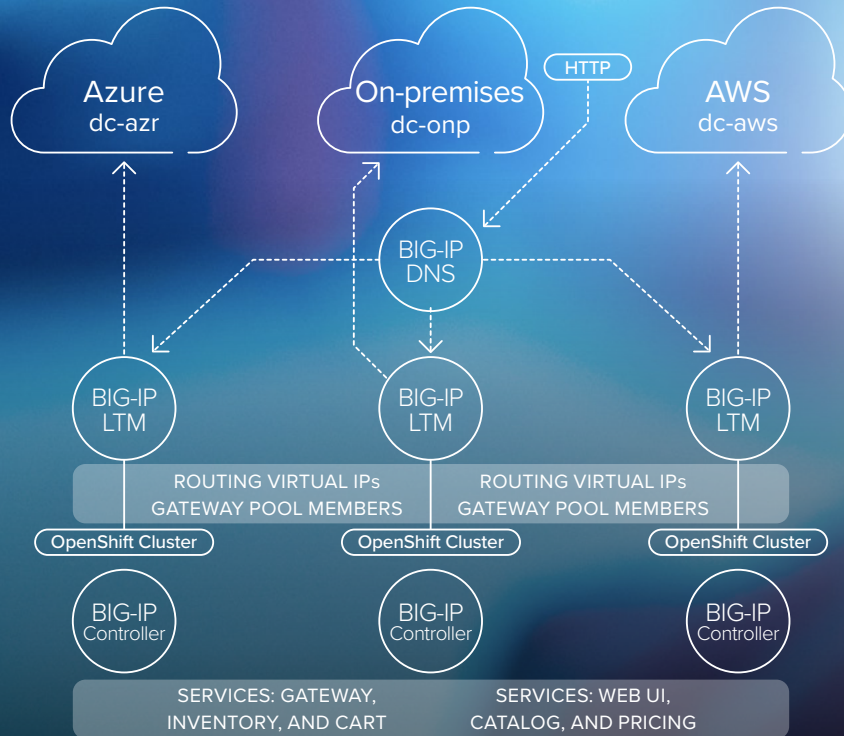 Azure
dc-azr
On-premises
dc-onp
HTTP
AWS
dc-aws
BIG-IP
DNS
BIG-IP
LTM
BIG-IP
LTM
BIG-IP
LTM
ROUTING VIRTUAL IPs
GATEWAY POOL MEMBERS
ROUTING VIRTUAL IPs
GATEWAY POOL MEMBERS
OpenShift Cluster
OpenShift Cluster
OpenShift Cluster
BIG-IP
Controller
BIG-IP
Controller
BIG-IP
Controller
SERVICES: GATEWAY,
INVENTORY, AND CART
SERVICES: WEB UI,
CATALOG, AND PRICING